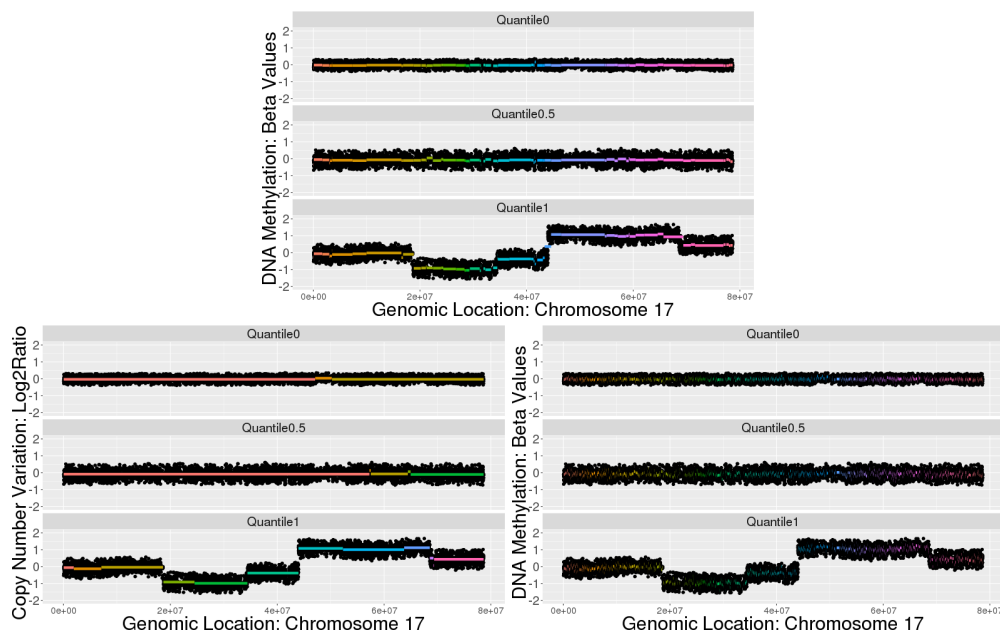 Quantile0
2
1
0
-1
-2
Quantile0.5
2
1
0
-1
-2
Quantile1
2
1
0
-1
-2
DNA Methylation: Beta Values
0e+00 2e+07 4e+07 6e+07 8e+07
Genomic Location: Chromosome 17
Quantile0
2
1
0
-1
-2
Quantile0.5
2
1
0
-1
-2
Quantile1
2
1
0
-1
-2
Copy Number Variation: Log2Ratio
0e+00 2e+07 4e+07 6e+07 8e+07
Genomic Location: Chromosome 17
Quantile0
2
1
0
-1
-2
Quantile0.5
2
1
0
-1
-2
Quantile1
2
1
0
-1
-2
DNA Methylation: Beta Values
0e+00 2e+07 4e+07 6e+07 8e+07
Genomic Location: Chromosome 17